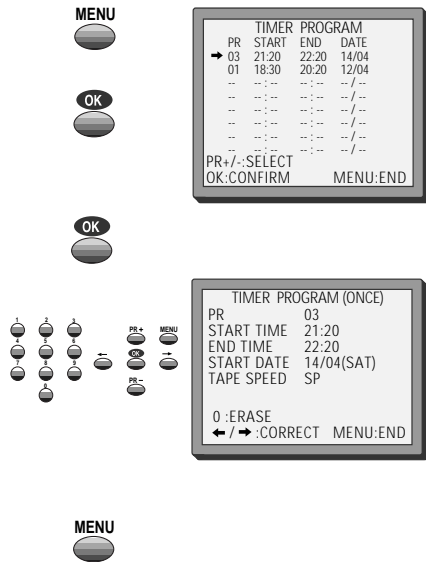 MENU
TIMER PROGRAM
PR START END DATE
➡ 03 21:20 22:20 14/04
01 18:30 20:20 12/04
-- -- : -- -- : -- -- / --
-- -- : -- -- : -- -- / --
-- -- : -- -- : -- -- / --
-- -- : -- -- : -- -- / --
-- -- : -- -- : -- -- / --
-- -- : -- -- : -- -- / --
PR+/-:SELECT
OK:CONFIRM MENU:END
OK
OK
TIMER PROGRAM (ONCE)
PR 03
START TIME 21:20
END TIME 22:20
START DATE 14/04(SAT)
TAPE SPEED SP
0 :ERASE
⬅ / ➡ :CORRECT MENU:END
1 2 3
4 5 6
7 8 9
0
PR + MENU
← OK →
PR –
MENU